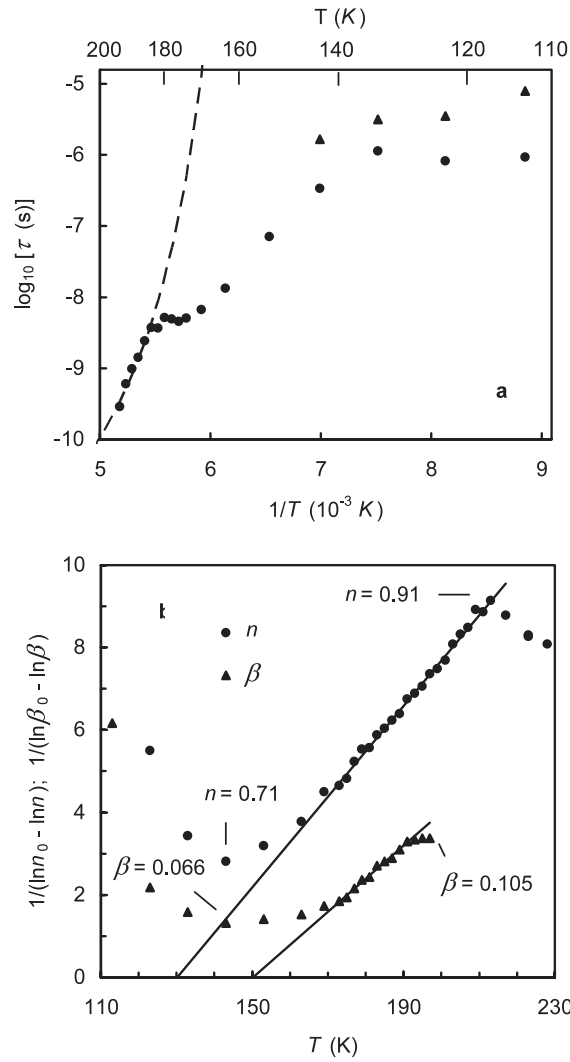 T (K)
200 180 160 140 120 110
-5
-6
-7
-8
-9
-10
log10 [τ (s)]
a
5 6 7 8 9
1/T (10⁻³ K)
10
8
6
4
2
0
1/(ln n₀ - ln n); 1/(ln β₀ - ln β)
n = 0.91
n
β
n = 0.71
β = 0.066
β = 0.105
110 150 190 230
T (K)